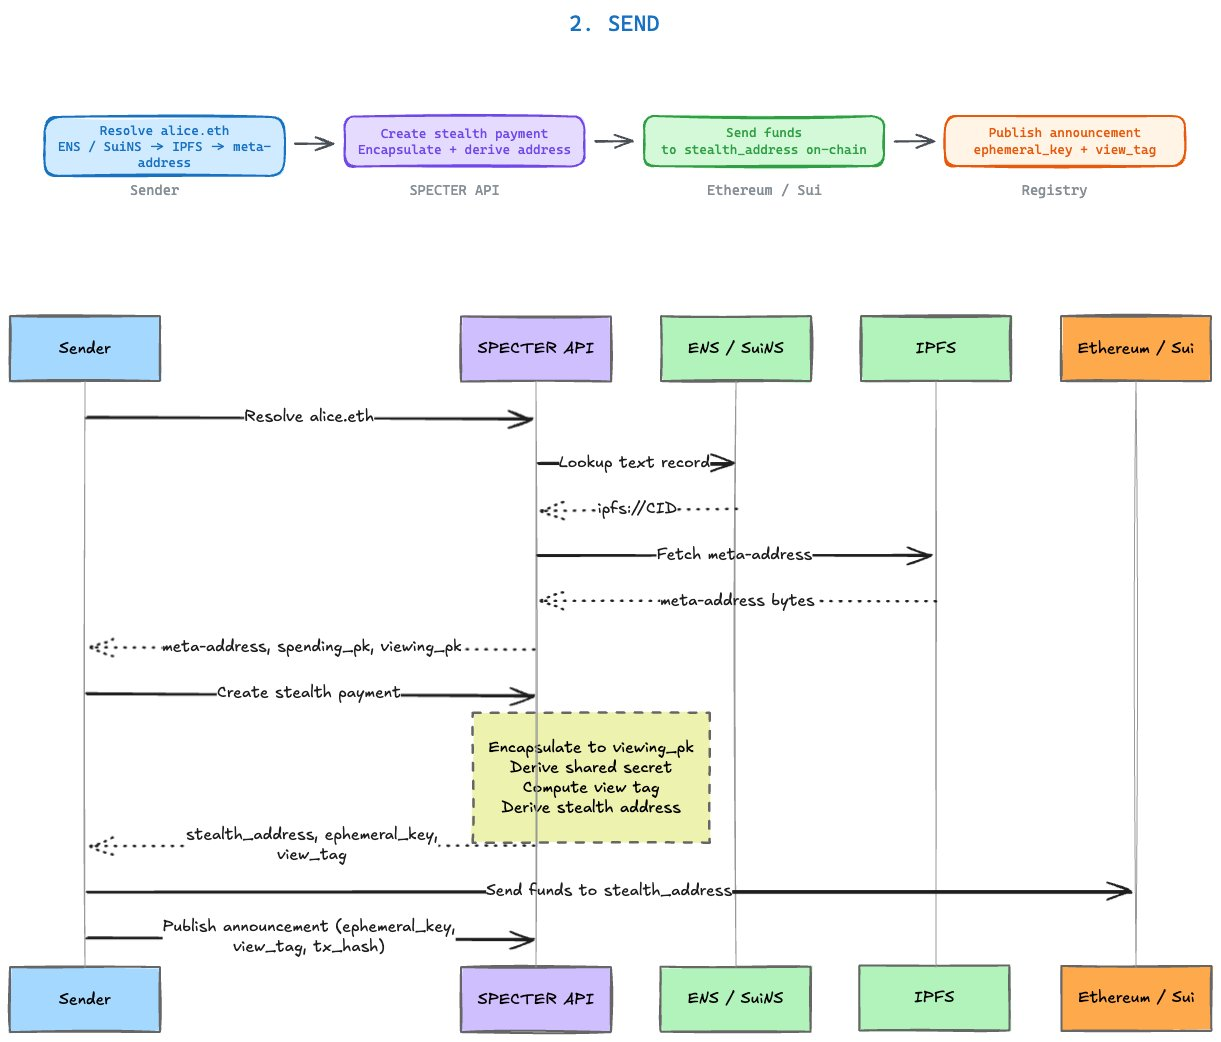 2. SEND
Resolve alice.eth
ENS / SuiNS → IPFS → meta-
address
Create stealth payment
Encapsulate + derive address
Send funds
to stealth_address on-chain
Publish announcement
ephemeral_key + view_tag
Sender
SPECTER API
Ethereum / Sui
Registry
Sender
SPECTER API
ENS / SuiNS
IPFS
Ethereum / Sui
Resolve alice.eth
Lookup text record
ipfs://CID
Fetch meta-address
meta-address bytes
meta-address, spending_pk, viewing_pk
Create stealth payment
Encapsulate to viewing_pk
Derive shared secret
Compute view tag
Derive stealth address
stealth_address, ephemeral_key,
view_tag
Send funds to stealth_address
Publish announcement (ephemeral_key,
view_tag, tx_hash)
Sender
SPECTER API
ENS / SuiNS
IPFS
Ethereum / Sui